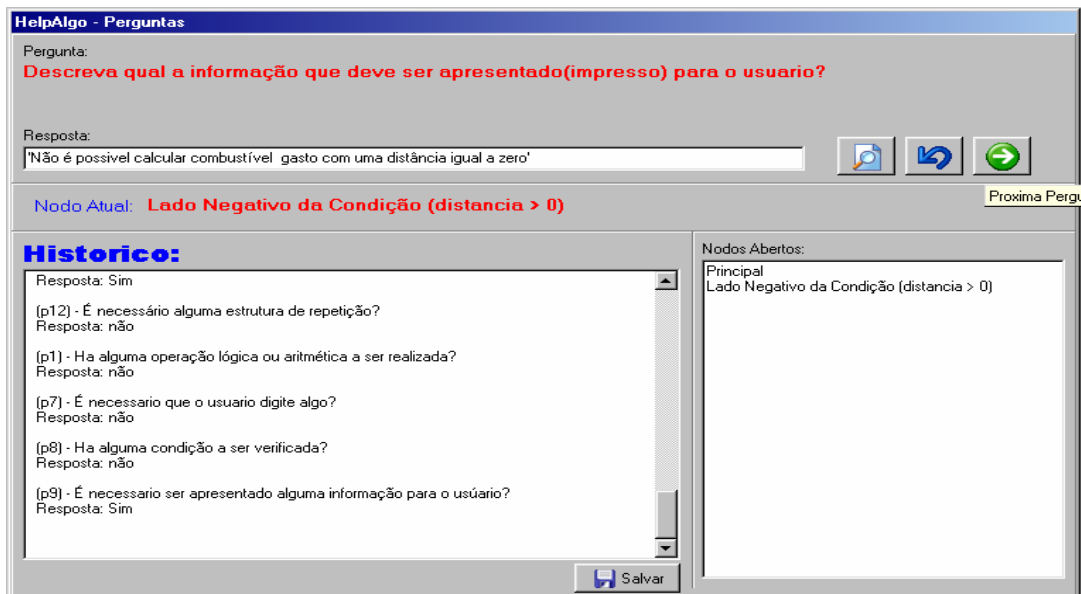 HelpAlgo - Perguntas
Pergunta:
Descreva qual a informação que deve ser apresentado(impresso) para o usuario?
Resposta:
'Não é possivel calcular combustível  gasto com uma distância igual a zero'
Proxima Pergu
Nodo Atual: Lado Negativo da Condição (distancia > 0)
Historico:
Resposta: Sim
(p12) - É necessário alguma estrutura de repetição?
Resposta: não
(p1) - Ha alguma operação lógica ou aritmética a ser realizada?
Resposta: não
(p7) - É necessario que o usuario digite algo?
Resposta: não
(p8) - Ha alguma condição a ser verificada?
Resposta: não
(p9) - É necessario ser apresentado alguma informação para o usúario?
Resposta: Sim
Salvar
Nodos Abertos:
Principal
Lado Negativo da Condição (distancia > 0)